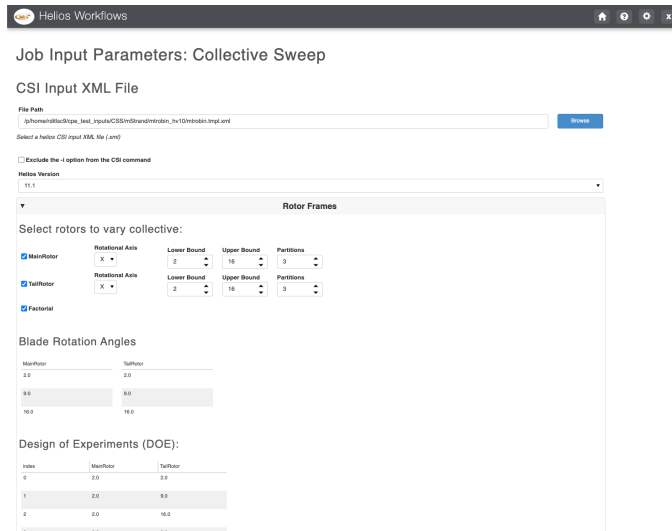 Helios Workflows
x
Job Input Parameters: Collective Sweep
CSI Input XML File
File Path
/p/home/rditlsc9/cpe_test_inputs/CSS/mStrand/mtrobin_hv10/mtrobin.tmpl.xml
Browse
Select a helios CSI input XML file (.xml)
Exclude the -i option from the CSI command
Helios Version
11.1
Rotor Frames
Select rotors to vary collective:
Rotational Axis Lower Bound Upper Bound Partitions
MainRotor X 2 16 3
Rotational Axis Lower Bound Upper Bound Partitions
TailRotor X 2 16 3
Factorial
Blade Rotation Angles
MainRotor TailRotor
2.0 2.0
9.0 9.0
16.0 16.0
Design of Experiments (DOE):
Index MainRotor TailRotor
0 2.0 2.0
1 2.0 9.0
2 2.0 16.0